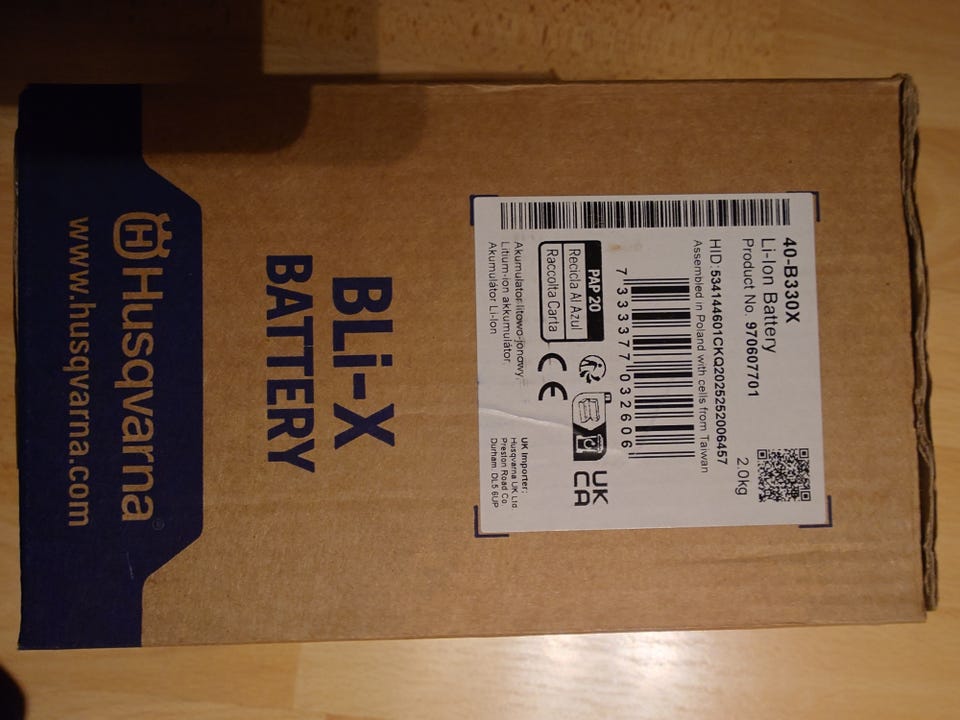 40-B330X
Li-Ion Battery
Product No. 970607701
2.0kg
HID:534144601CKQ2025252006457
Assembled in Poland with cells from Taiwan
7 333377 032606
PAP 20
Recicla Al Azul
Raccolta Carta
CE
UK
CA
Akumulator litowo-jonowy
Lítium-ion akkumulátor
Akumulátor Li-Ion
UK Importer:
Husqvarna UK Ltd.
Preston Road Co.
Durham. DL5 6UP
BLi-X
BATTERY
H Husqvarna®
www.husqvarna.com